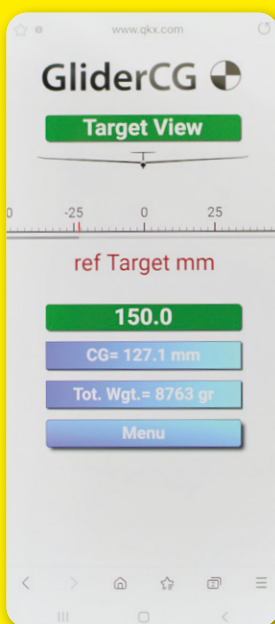 www.qkx.com
GliderCG
Target View
0 -25 0 25
ref Target mm
150.0
CG= 127.1 mm
Tot. Wgt.= 8763 gr
Menu